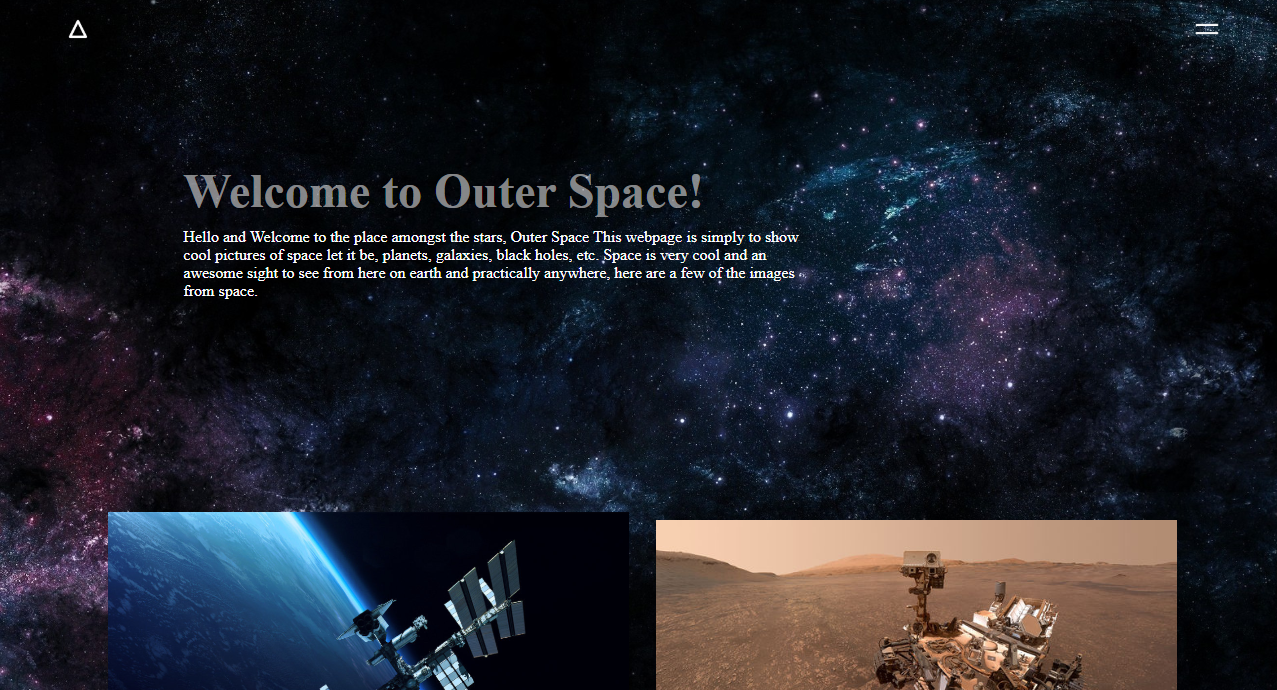 Welcome to Outer Space!
Hello and Welcome to the place amongst the stars, Outer Space This webpage is simply to show
cool pictures of space let it be, planets, galaxies, black holes, etc. Space is very cool and an
awesome sight to see from here on earth and practically anywhere, here are a few of the images
from space.